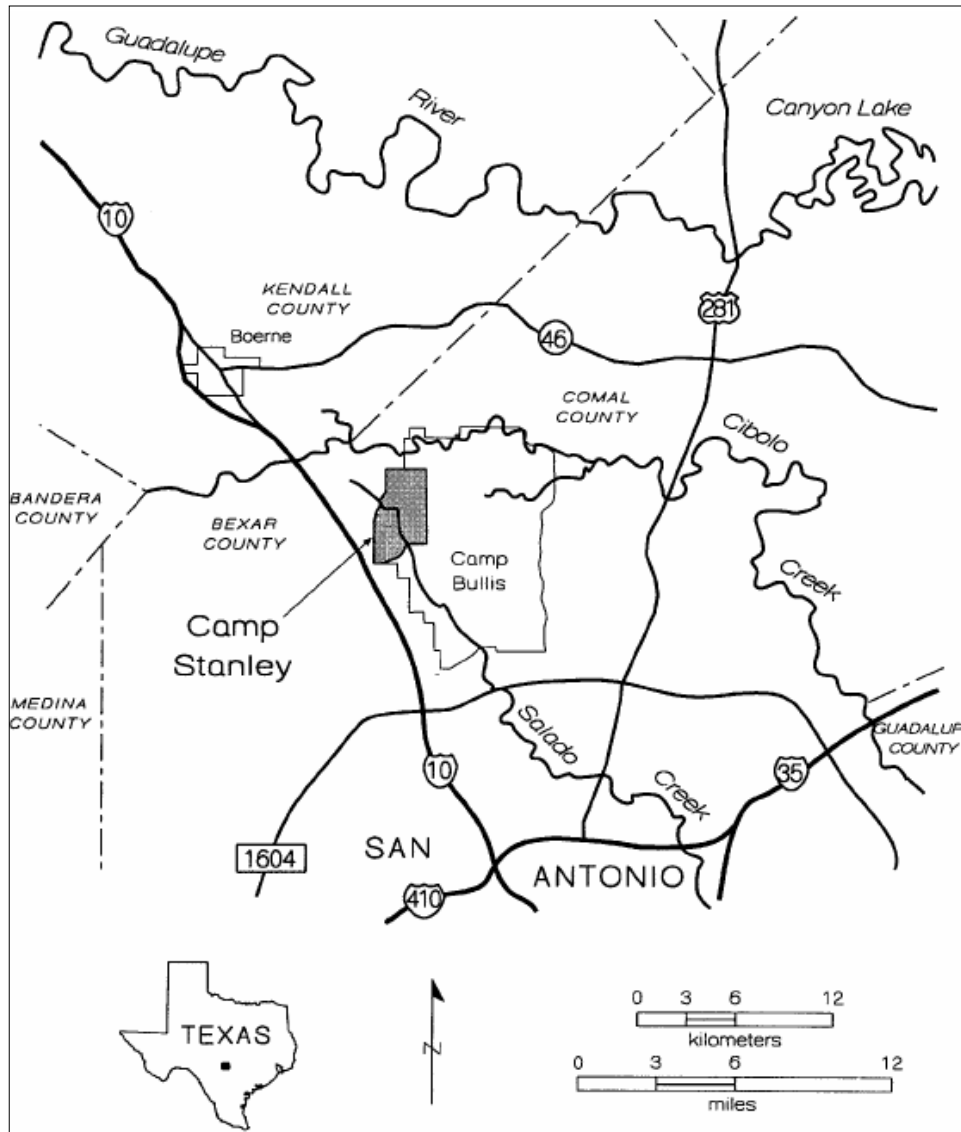 Guadalupe
River
Canyon Lake
10
KENDALL
COUNTY
281
Boerne
46
COMAL
COUNTY
Cibolo
BANDERA
COUNTY
BEXAR
COUNTY
Camp
Bullis
Creek
Camp
Stanley
MEDINA
COUNTY
Salado
GUADALUP
COUNTY
10
35
Creek
SAN
1604
ANTONIO
410
TEXAS
N
0 3 6 12
kilometers
0 3 6 12
miles